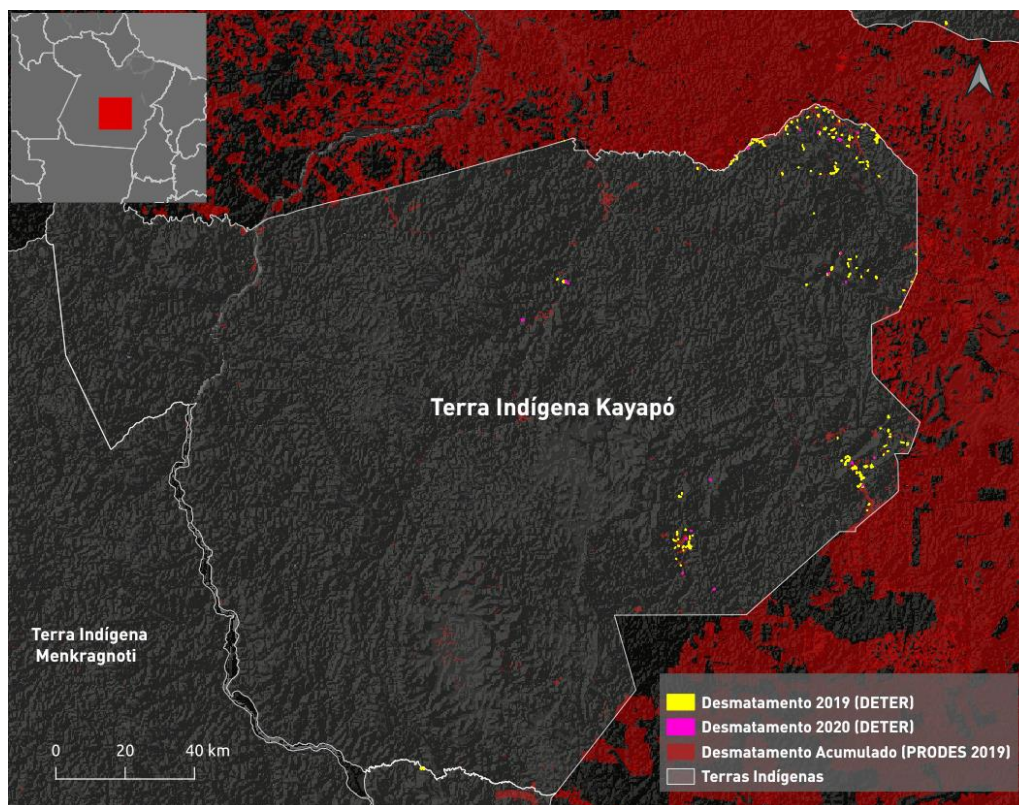 Terra Indígena Kayapó
Terra Indígena
Menkragnoti
0 20 40 km
Desmatamento 2019 (DETER)
Desmatamento 2020 (DETER)
Desmatamento Acumulado (PRODES 2019)
Terras Indígenas